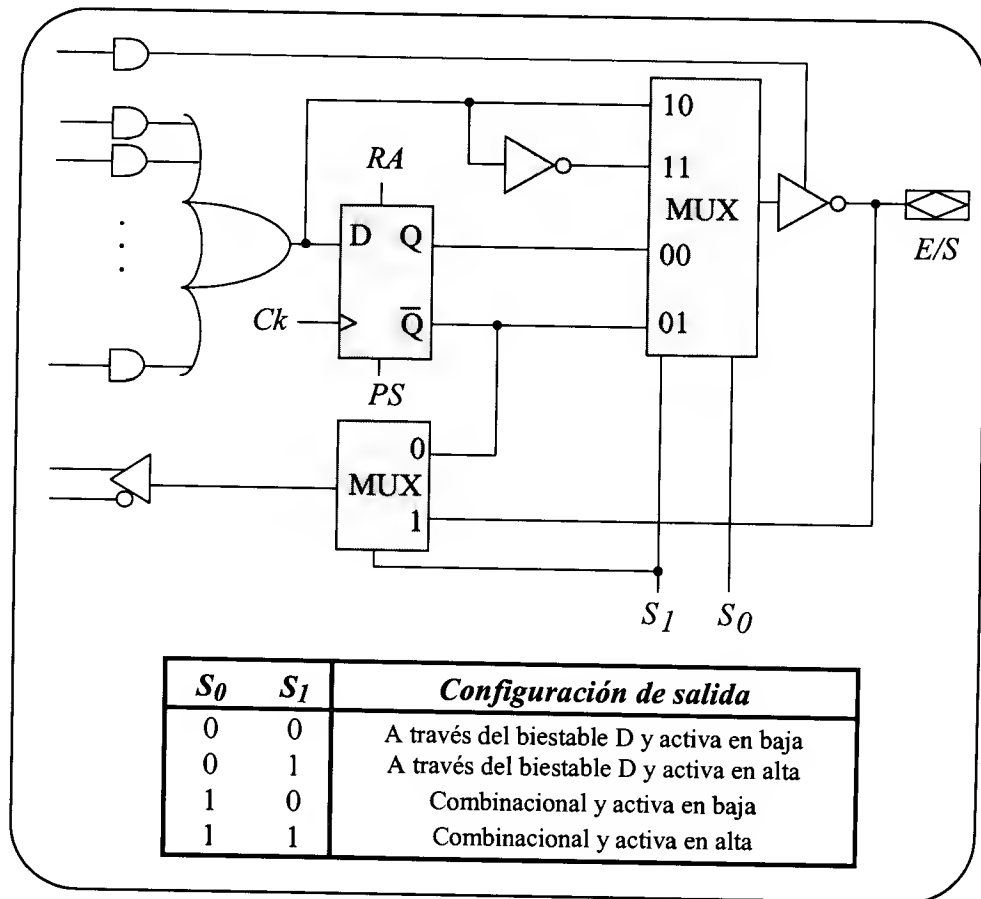 10
RA
11
MUX
D Q
00
E/S
Ck
Q̅
01
PS
0
MUX
1
S1 S0
S0 S1 Configuración de salida
0 0 A través del biestable D y activa en baja
0 1 A través del biestable D y activa en alta
1 0 Combinacional y activa en baja
1 1 Combinacional y activa en alta